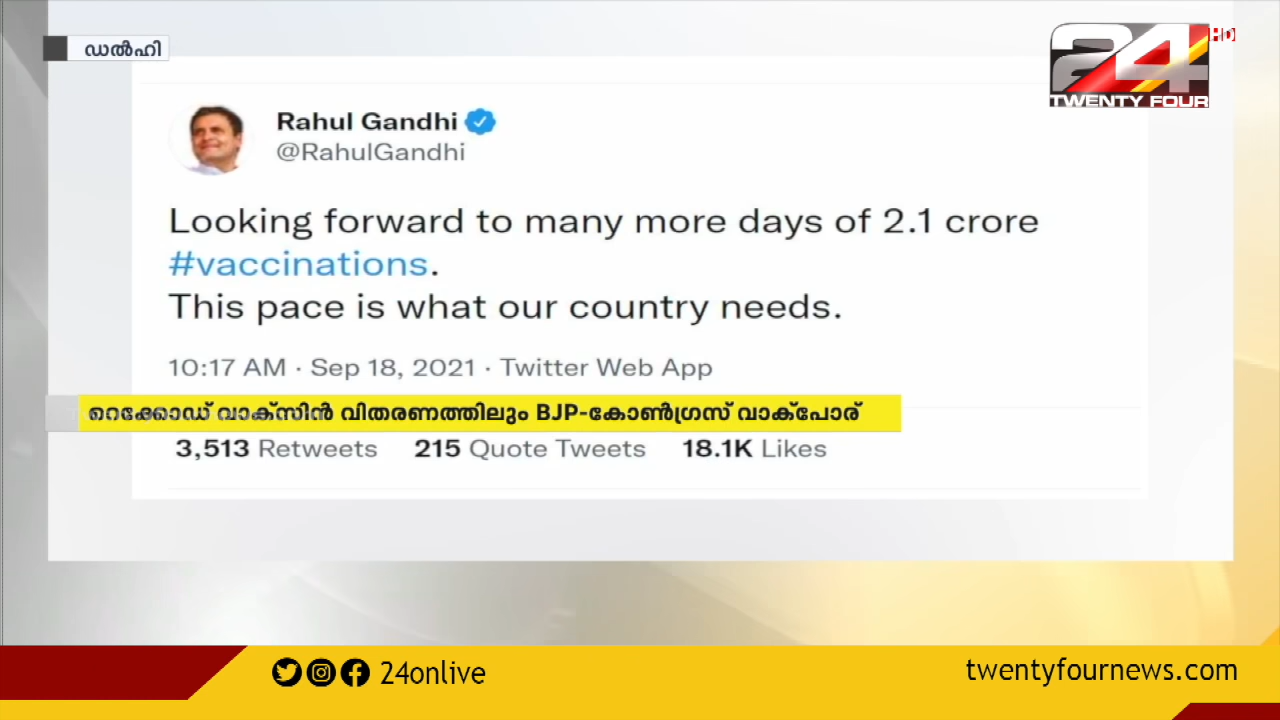 ഡൽഹി
24 HD
TWENTY FOUR
Rahul Gandhi
@RahulGandhi
Looking forward to many more days of 2.1 crore
#vaccinations.
This pace is what our country needs.
10:17 AM · Sep 18, 2021 · Twitter Web App
റെക്കോഡ് വാക്സിൻ വിതരണത്തിലും BJP-കോൺഗ്രസ് വാക്പോര്
3,513 Retweets 215 Quote Tweets 18.1K Likes
24onlive
twentyfournews.com